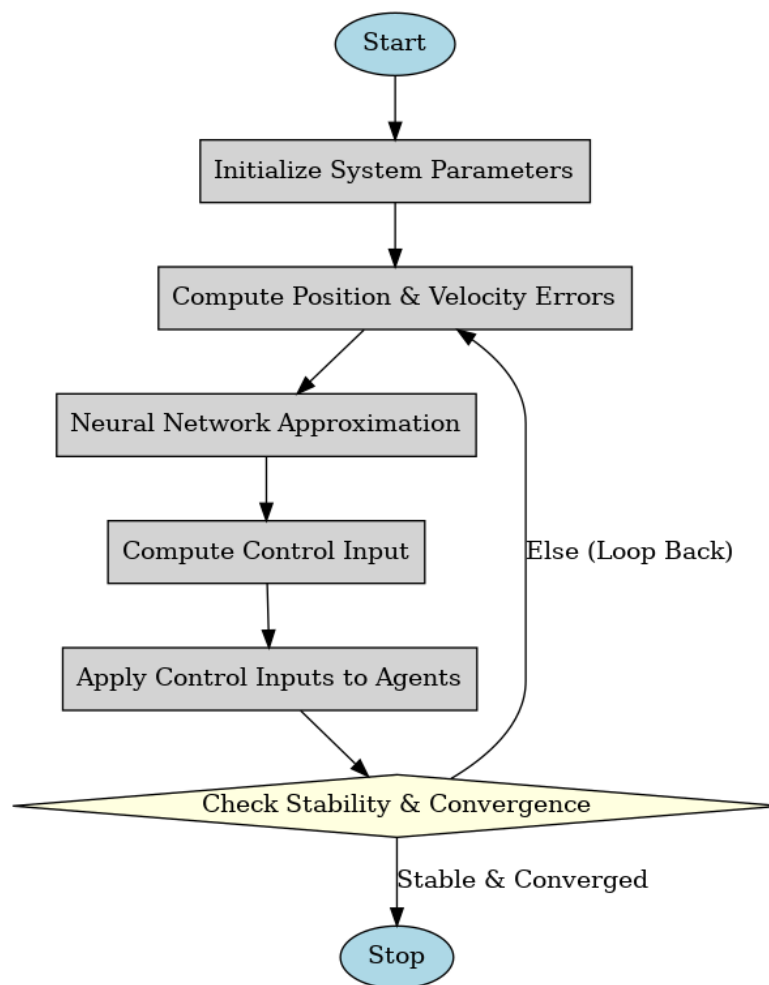 Start
Initialize System Parameters
Compute Position & Velocity Errors
Neural Network Approximation
Compute Control Input
Else (Loop Back)
Apply Control Inputs to Agents
Check Stability & Convergence
Stable & Converged
Stop